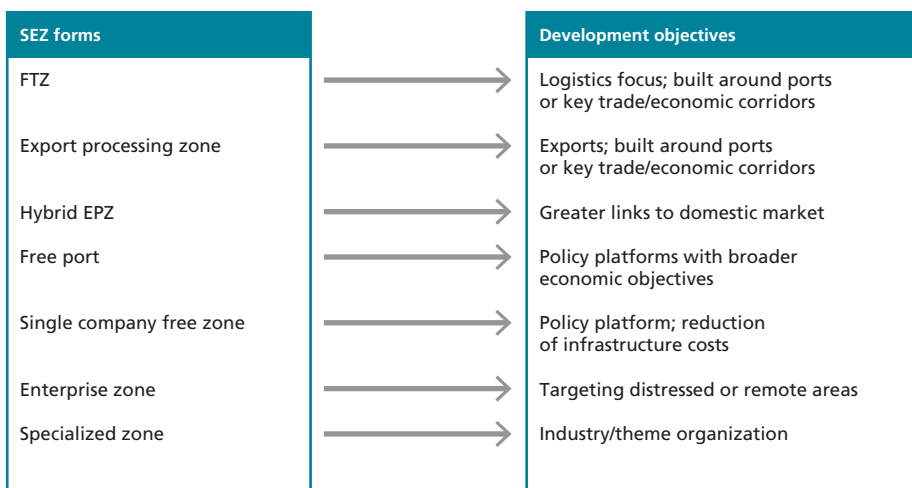 SEZ forms
Development objectives
FTZ
Logistics focus; built around ports
or key trade/economic corridors
Export processing zone
Exports; built around ports
or key trade/economic corridors
Hybrid EPZ
Greater links to domestic market
Free port
Policy platforms with broader
economic objectives
Single company free zone
Policy platform; reduction
of infrastructure costs
Enterprise zone
Targeting distressed or remote areas
Specialized zone
Industry/theme organization